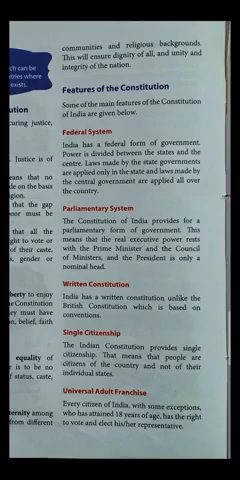 ch can be
ntries where
exists.
ution
curing justice,
. Justice is of
eans that no
de on the basis
gion.
that the gap
oor must be
that all the
ght to vote or
of their caste,
s, gender or
berty to enjoy
e Constitution
ey must have
on, belief, faith
equality of
e is to be no
f status, caste,
ternity among
from different
communities and religious backgrounds.
This will ensure dignity of all, and unity and
integrity of the nation.
Features of the Constitution
Some of the main features of the Constitution
of India are given below.
Federal System
India has a federal form of government.
Power is divided between the states and the
centre. Laws made by the state governments
are applied only in the state and laws made by
the central government are applied all over
the country.
Parliamentary System
The Constitution of India provides for a
parliamentary form of government. This
means that the real executive power rests
with the Prime Minister and the Council
of Ministers, and the President is only a
nominal head.
Written Constitution
India has a written constitution unlike the
British Constitution which is based on
conventions.
Single Citizenship
The Indian Constitution provides single
citizenship. That means that people are
citizens of the country and not of their
individual states.
Universal Adult Franchise
Every citizen of India, with some exceptions,
who has attained 18 years of age, has the right
to vote and elect his/her representative.